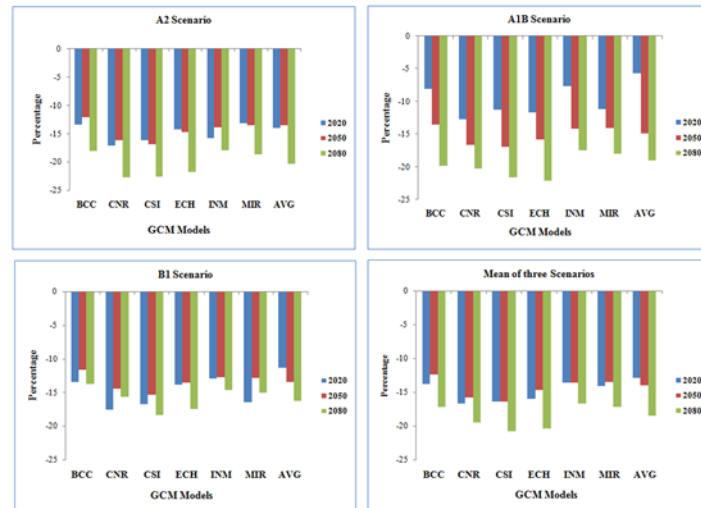 A2 Scenario
0
-5
-10
-15
-20
-25
Percentage
2020
2050
2080
BCC CNR CSI ECH INM MIR AVG
GCM Models
A1B Scenario
0
-5
-10
-15
-20
-25
Percentage
2020
2050
2080
BCC CNR CSI ECH INM MIR AVG
GCM Models
B1 Scenario
0
-5
-10
-15
-20
-25
Percentage
2020
2050
2080
BCC CNR CSI ECH INM MIR AVG
GCM Models
Mean of three Scenarios
0
-5
-10
-15
-20
-25
Percentage
2020
2050
2080
BCC CNR CSI ECH INM MIR AVG
GCM Models